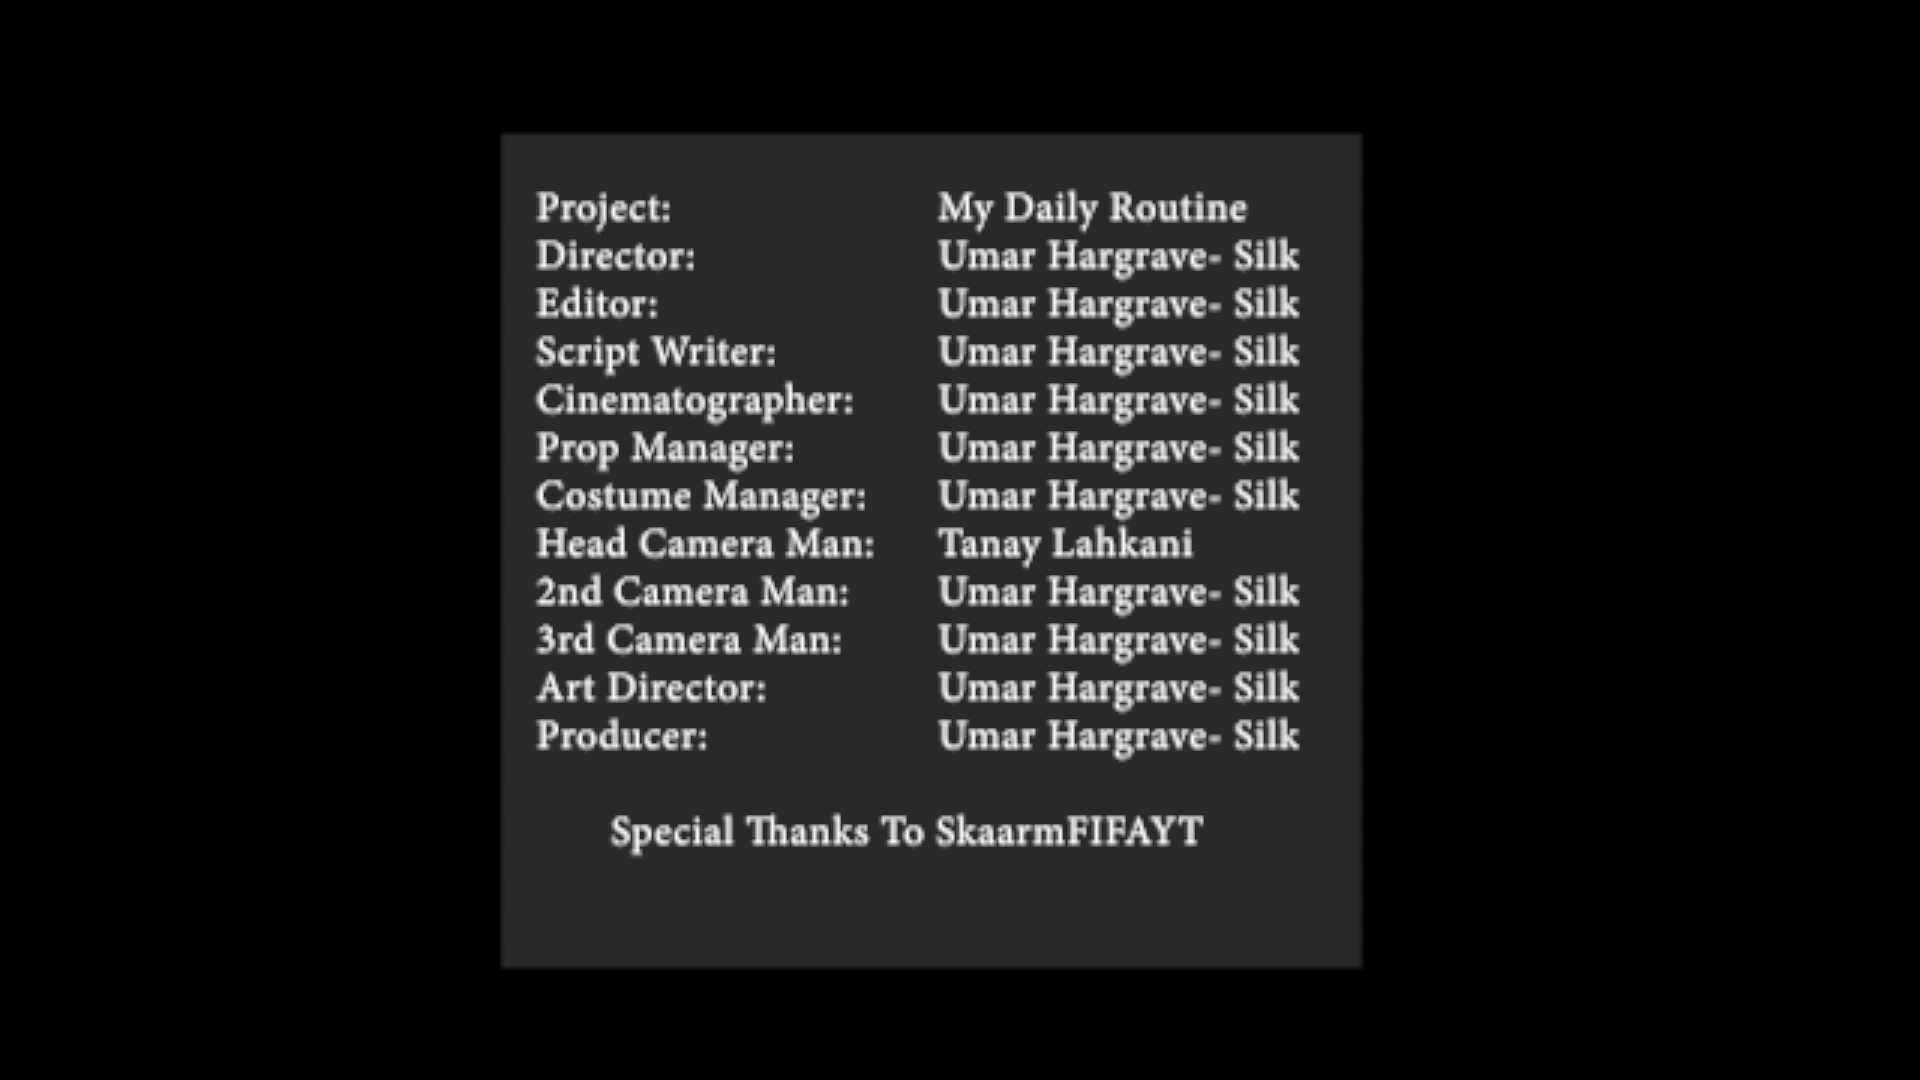 Project: My Daily Routine
Director: Umar Hargrave- Silk
Editor: Umar Hargrave- Silk
Script Writer: Umar Hargrave- Silk
Cinematographer: Umar Hargrave- Silk
Prop Manager: Umar Hargrave- Silk
Costume Manager: Umar Hargrave- Silk
Head Camera Man: Tanay Lahkani
2nd Camera Man: Umar Hargrave- Silk
3rd Camera Man: Umar Hargrave- Silk
Art Director: Umar Hargrave- Silk
Producer: Umar Hargrave- Silk
Special Thanks To SkaarmFIFAYT